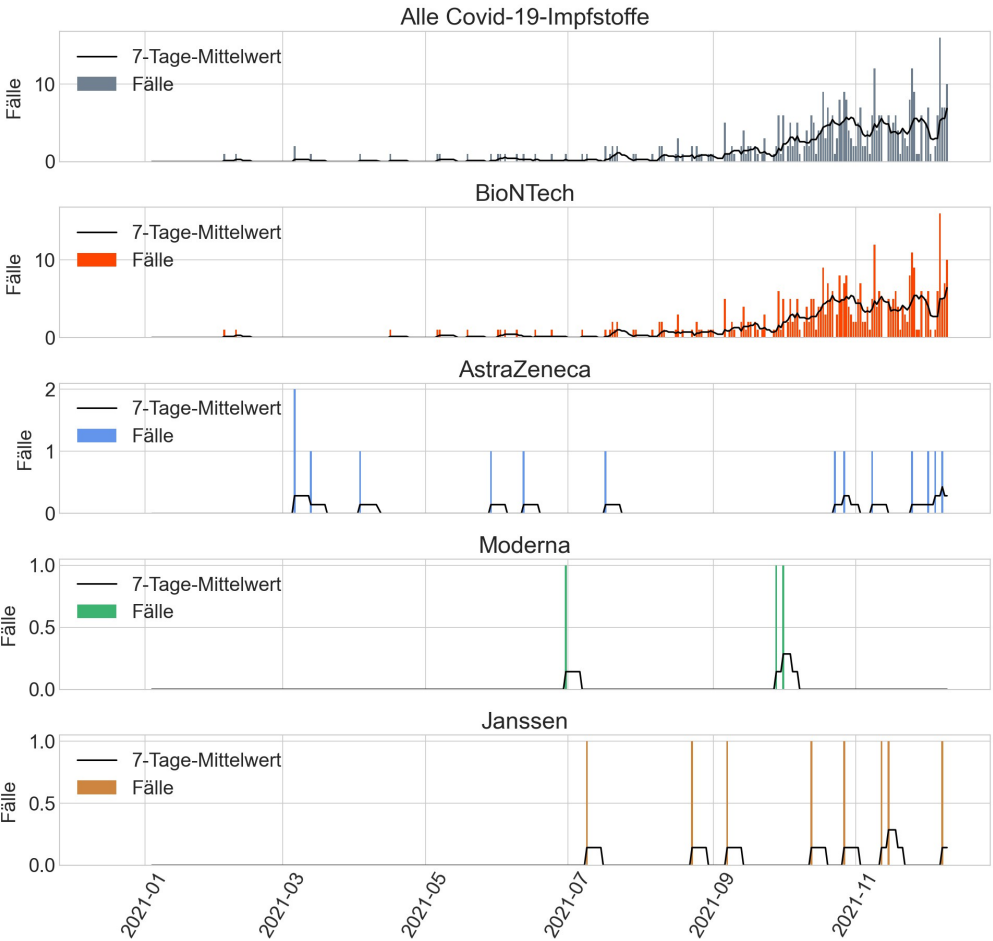 Alle Covid-19-Impfstoffe
7-Tage-Mittelwert
Fälle
Fälle
10
0
BioNTech
7-Tage-Mittelwert
Fälle
Fälle
10
0
AstraZeneca
7-Tage-Mittelwert
Fälle
Fälle
2
1
0
Moderna
7-Tage-Mittelwert
Fälle
Fälle
1.0
0.5
0.0
Janssen
7-Tage-Mittelwert
Fälle
Fälle
1.0
0.5
0.0
2021-01
2021-03
2021-05
2021-07
2021-09
2021-11